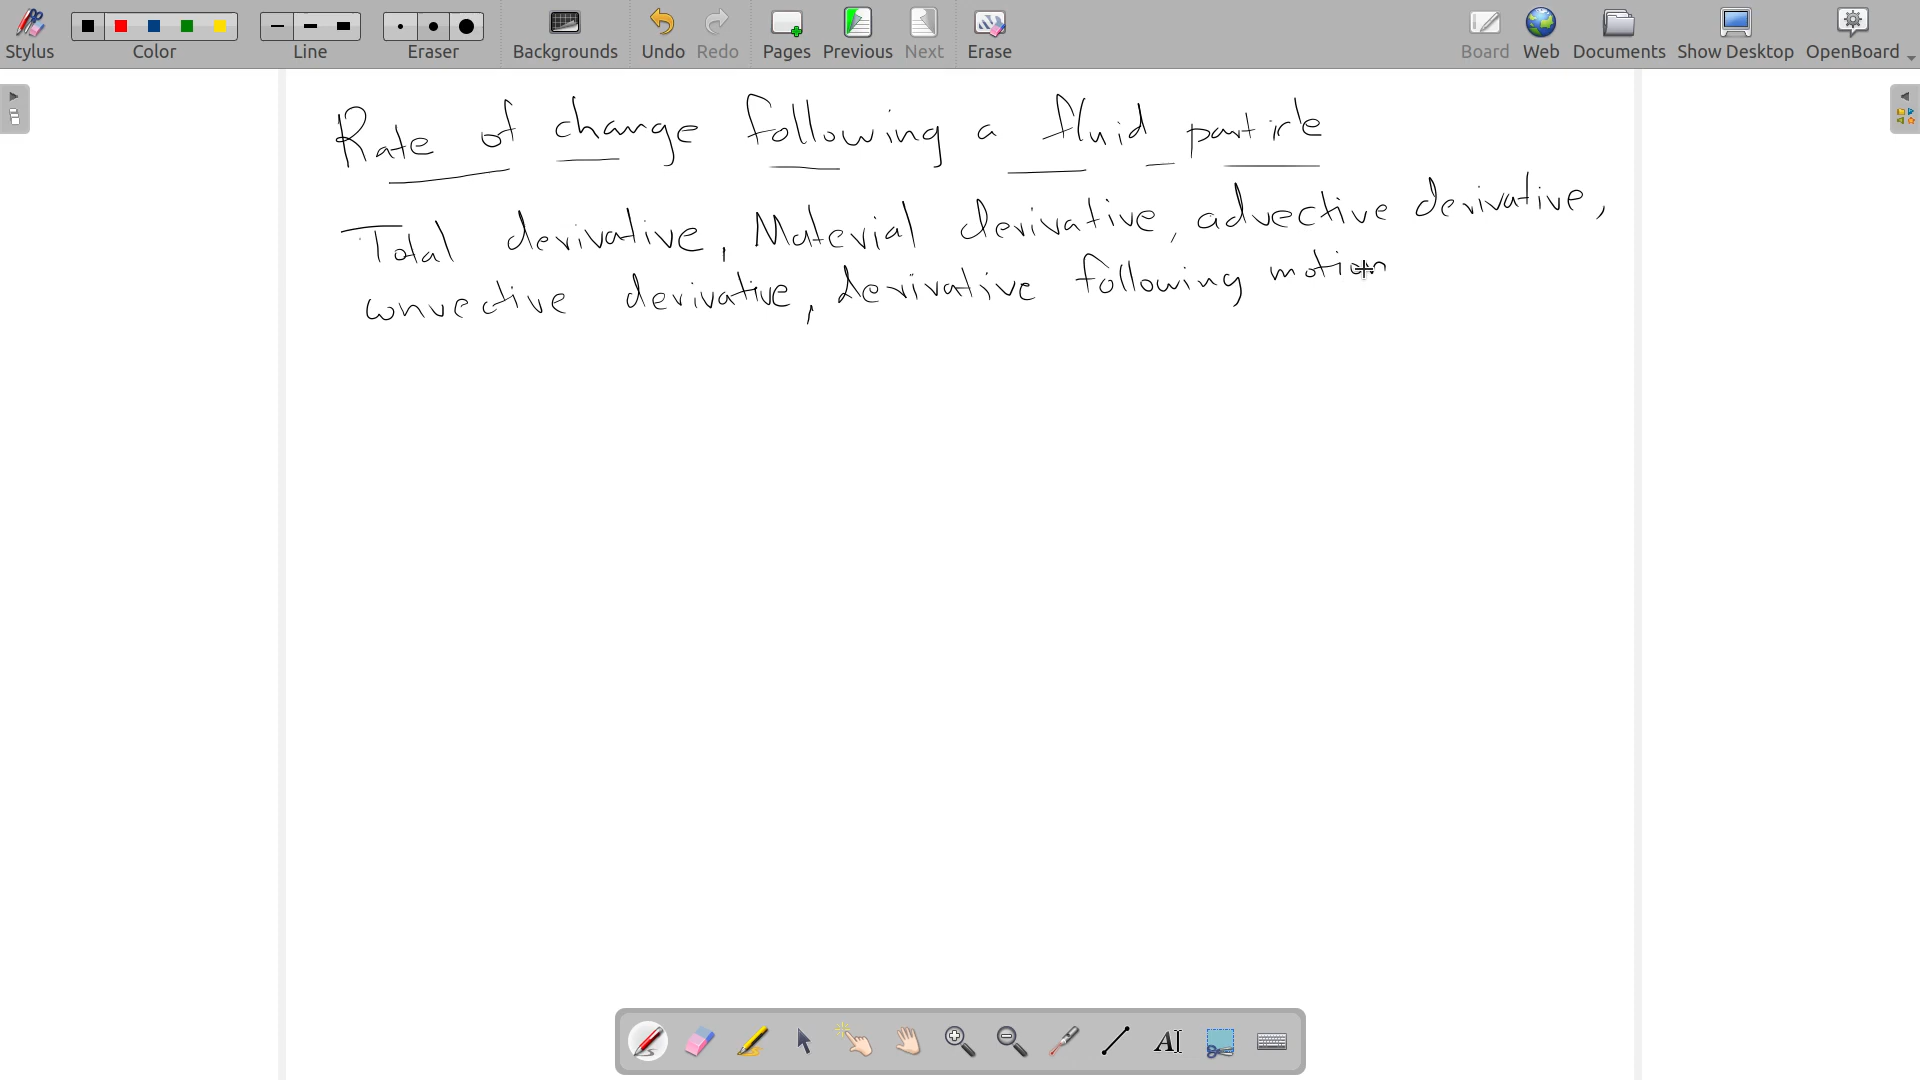 Stylus Color Line Eraser Backgrounds Undo Redo Pages Previous Next Erase Board Web Documents Show Desktop OpenBoard
Rate of change following a fluid particle
Total derivative, Material derivative, advective derivative,
convective derivative, derivative following motion